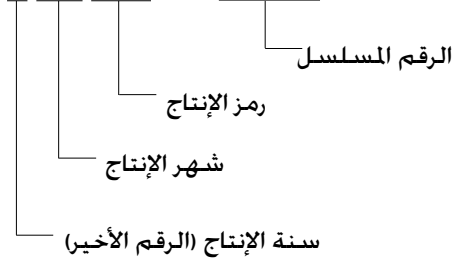 الرقم المسلسل
رمز الإنتاج
شهر الإنتاج
سنة الإنتاج (الرقم الأخير)